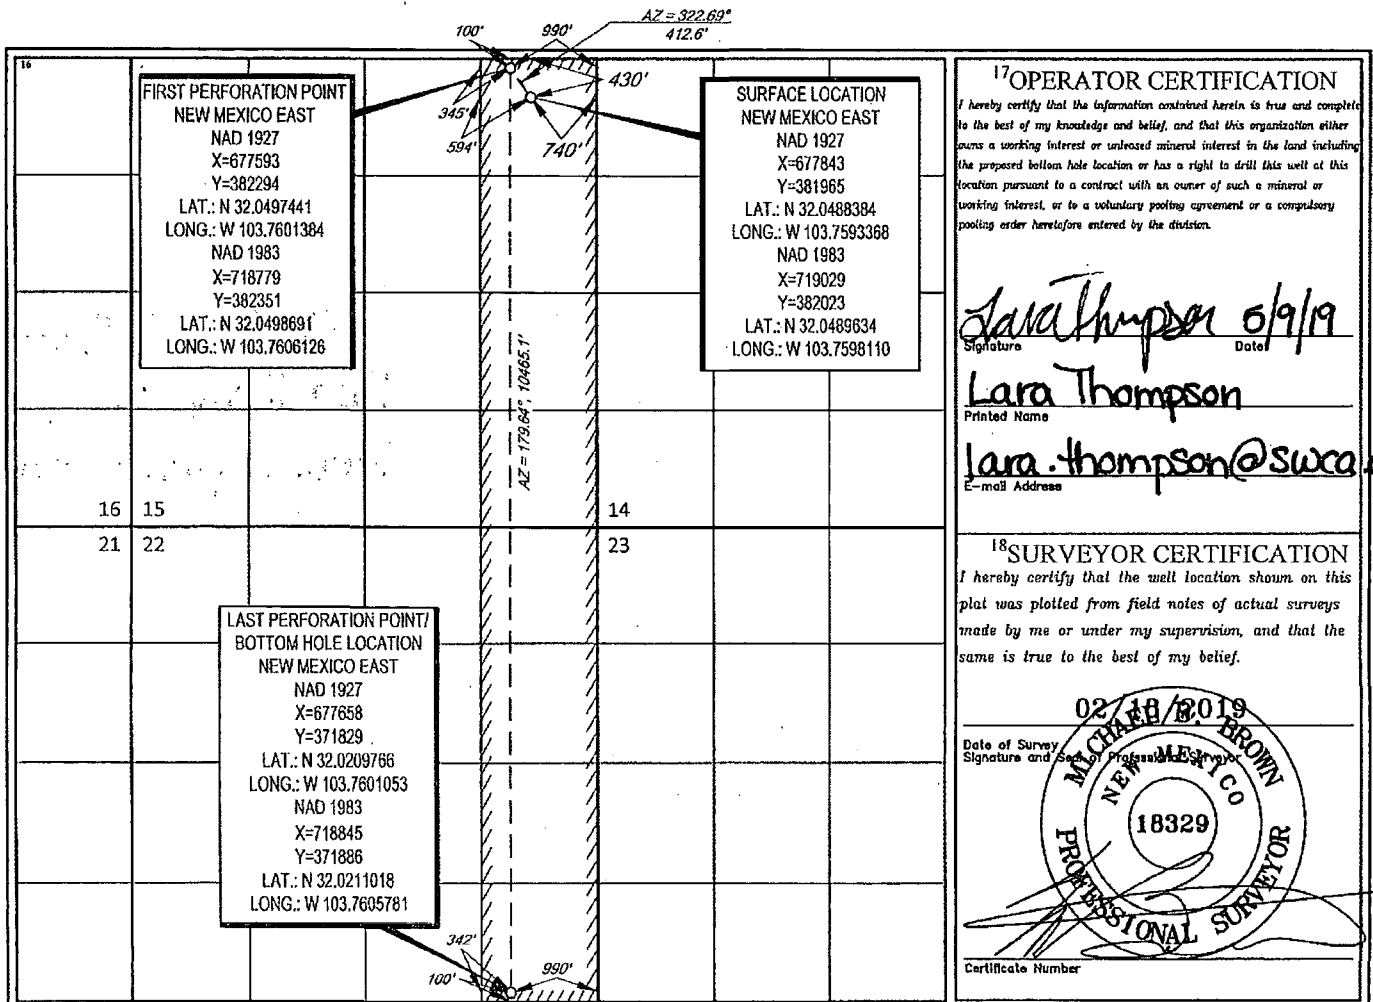 AZ = 322.69°
412.6'
100'
990'
430'
345'
594'
740'
16
FIRST PERFORATION POINT
NEW MEXICO EAST
NAD 1927
X=677593
Y=382294
LAT.: N 32.0497441
LONG.: W 103.7601384
NAD 1983
X=718779
Y=382351
LAT.: N 32.0498691
LONG.: W 103.7606126
SURFACE LOCATION
NEW MEXICO EAST
NAD 1927
X=677843
Y=381965
LAT.: N 32.0488384
LONG.: W 103.7593368
NAD 1983
X=719029
Y=382023
LAT.: N 32.0489634
LONG.: W 103.7598110
AZ = 179.64°, 10465.1'
16 15
14
21 22
23
LAST PERFORATION POINT/
BOTTOM HOLE LOCATION
NEW MEXICO EAST
NAD 1927
X=677658
Y=371829
LAT.: N 32.0209766
LONG.: W 103.7601053
NAD 1983
X=718845
Y=371886
LAT.: N 32.0211018
LONG.: W 103.7605781
342'
100'
990'
17 OPERATOR CERTIFICATION
I hereby certify that the information contained herein is true and complete
to the best of my knowledge and belief, and that this organization either
owns a working interest or unleased mineral interest in the land including
the proposed bottom hole location or has a right to drill this well at this
location pursuant to a contract with an owner of such a mineral or
working interest, or to a voluntary pooling agreement or a compulsory
pooling order heretofore entered by the division.
Lara Thompson 5/9/19
Signature Date
Lara Thompson
Printed Name
lara.thompson@swca.
E-mail Address
18 SURVEYOR CERTIFICATION
I hereby certify that the well location shown on this
plat was plotted from field notes of actual surveys
made by me or under my supervision, and that the
same is true to the best of my belief.
02/ /2019
Date of Survey
Signature and Seal of Professional Surveyor
MICHAEL B. BROWN
NEW MEXICO
18329
PROFESSIONAL SURVEYOR
Certificate Number